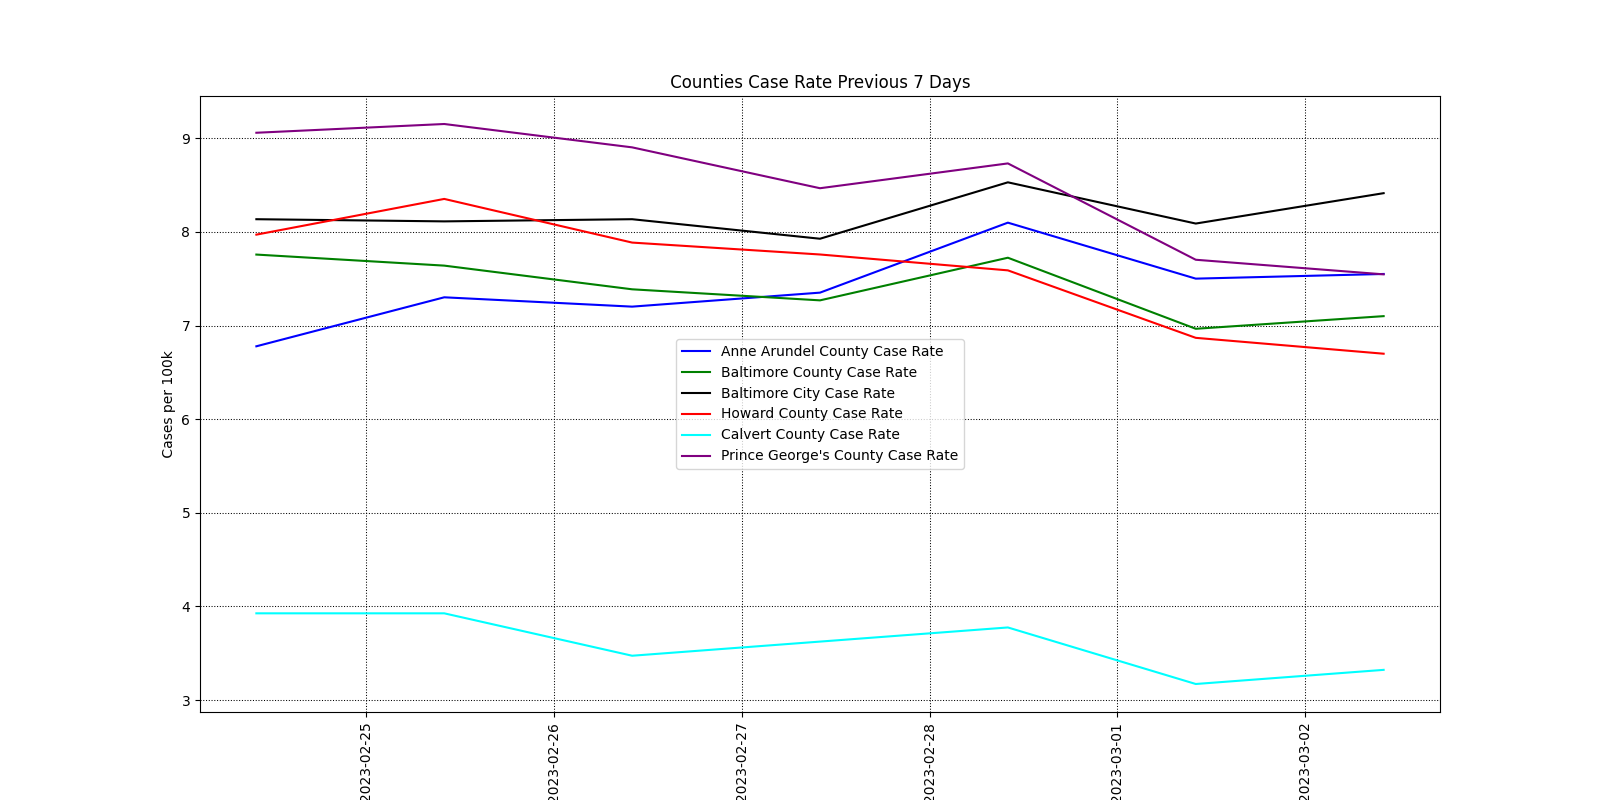 Counties Case Rate Previous 7 Days
Cases per 100k
9
8
7
6
5
4
3
Anne Arundel County Case Rate
Baltimore County Case Rate
Baltimore City Case Rate
Howard County Case Rate
Calvert County Case Rate
Prince George's County Case Rate
2023-02-25
2023-02-26
2023-02-27
2023-02-28
2023-03-01
2023-03-02